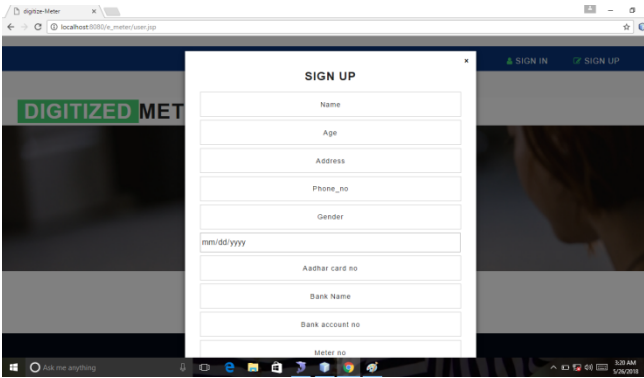 digitize-Meter
localhost:8080/e_meter/user.jsp
SIGN IN
SIGN UP
SIGN UP
DIGITIZED MET
Name
Age
Address
Phone_no
Gender
mm/dd/yyyy
Aadhar card no
Bank Name
Bank account no
Meter no
Ask me anything
3:20 AM
5/26/2018